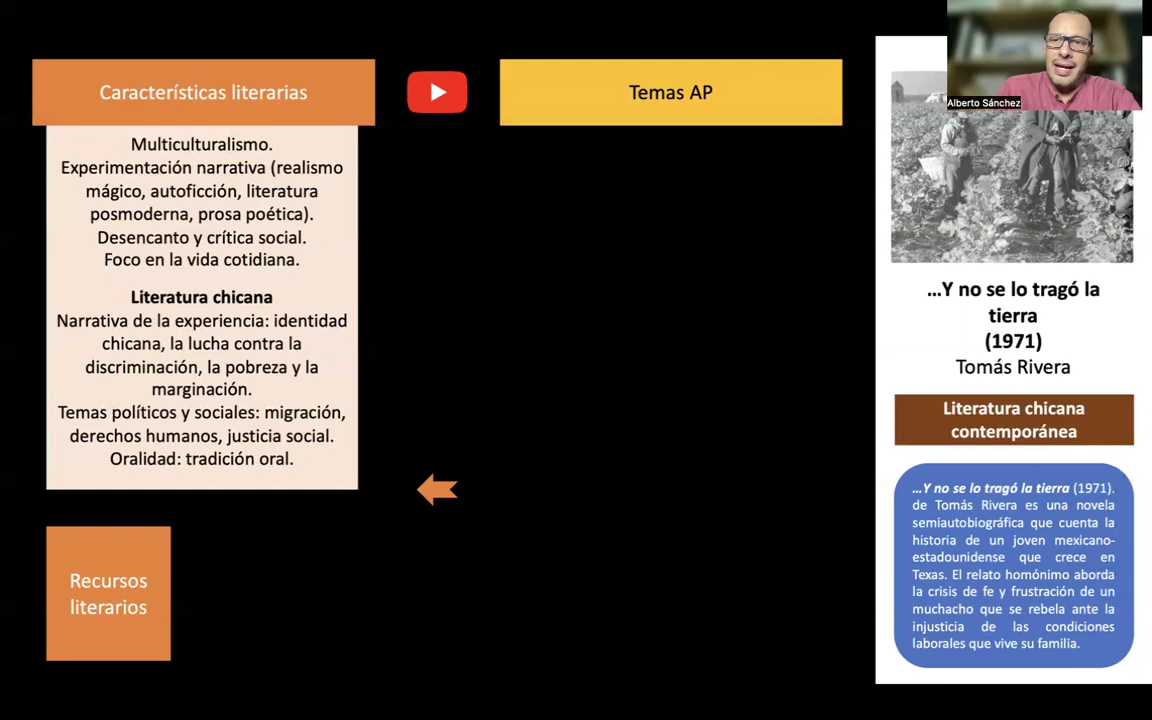 Características literarias
Temas AP
Multiculturalismo.
Experimentación narrativa (realismo
mágico, autoficción, literatura
posmoderna, prosa poética).
Desencanto y crítica social.
Foco en la vida cotidiana.
Literatura chicana
Narrativa de la experiencia: identidad
chicana, la lucha contra la
discriminación, la pobreza y la
marginación.
Temas políticos y sociales: migración,
derechos humanos, justicia social.
Oralidad: tradición oral.
Recursos
literarios
Alberto Sánchez
...Y no se lo tragó la
tierra
(1971)
Tomás Rivera
Literatura chicana
contemporánea
...Y no se lo tragó la tierra (1971).
de Tomás Rivera es una novela
semiautobiográfica que cuenta la
historia de un joven mexicano-
estadounidense que crece en
Texas. El relato homónimo aborda
la crisis de fe y frustración de un
muchacho que se rebela ante la
injusticia de las condiciones
laborales que vive su familia.